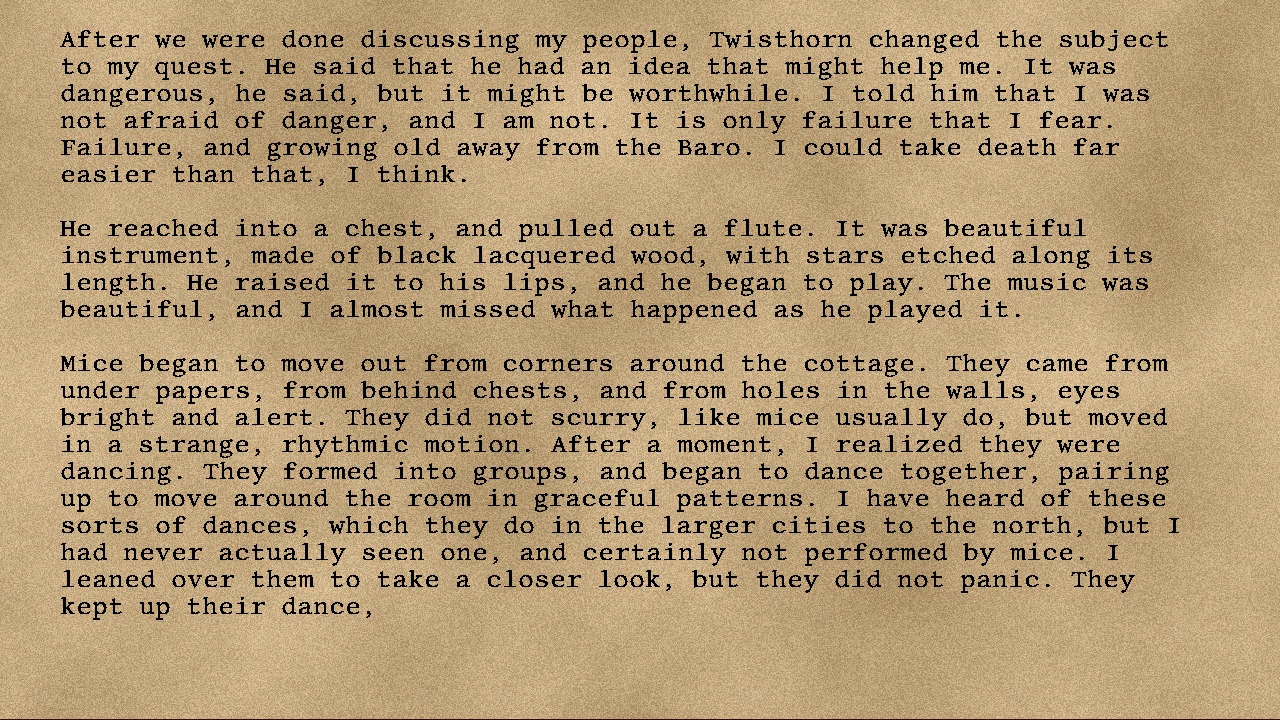 After we were done discussing my people, Twisthorn changed the subject
to my quest. He said that he had an idea that might help me. It was
dangerous, he said, but it might be worthwhile. I told him that I was
not afraid of danger, and I am not. It is only failure that I fear.
Failure, and growing old away from the Baro. I could take death far
easier than that, I think.

He reached into a chest, and pulled out a flute. It was beautiful
instrument, made of black lacquered wood, with stars etched along its
length. He raised it to his lips, and he began to play. The music was
beautiful, and I almost missed what happened as he played it.

Mice began to move out from corners around the cottage. They came from
under papers, from behind chests, and from holes in the walls, eyes
bright and alert. They did not scurry, like mice usually do, but moved
in a strange, rhythmic motion. After a moment, I realized they were
dancing. They formed into groups, and began to dance together, pairing
up to move around the room in graceful patterns. I have heard of these
sorts of dances, which they do in the larger cities to the north, but I
had never actually seen one, and certainly not performed by mice. I
leaned over them to take a closer look, but they did not panic. They
kept up their dance,